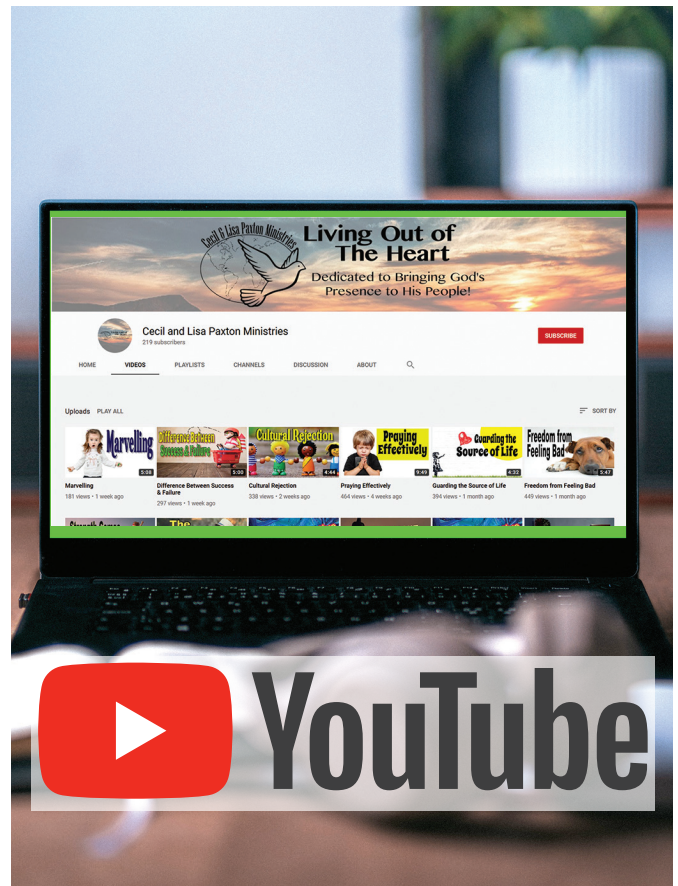 Cecil & Lisa Paxton Ministries
Living Out of
The Heart
Dedicated to Bringing God's
Presence to His People!
Cecil and Lisa Paxton Ministries
219 subscribers
SUBSCRIBE
HOME VIDEOS PLAYLISTS CHANNELS DISCUSSION ABOUT
Uploads PLAY ALL SORT BY
Marvelling
5:08
Difference Between
Success & Failure
5:00
Cultural Rejection
4:44
Praying
Effectively
9:49
Guarding the
Source of Life
4:32
Freedom from
Feeling Bad
5:47
Marvelling
181 views • 1 week ago
Difference Between Success
& Failure
297 views • 1 week ago
Cultural Rejection
338 views • 2 weeks ago
Praying Effectively
464 views • 4 weeks ago
Guarding the Source of Life
394 views • 1 month ago
Freedom from Feeling Bad
449 views • 1 month ago
Strength Comes
The
YouTube